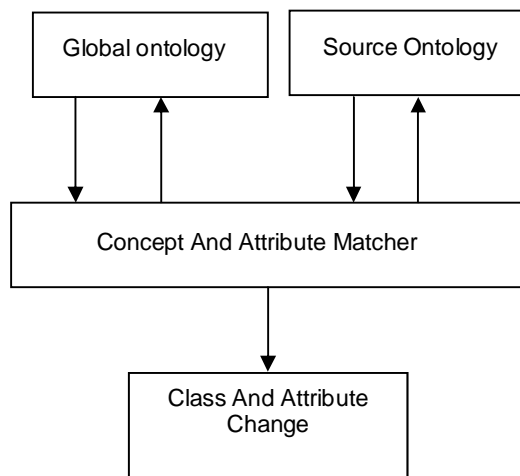 Global ontology
Source Ontology
Concept And Attribute Matcher
Class And Attribute
Change